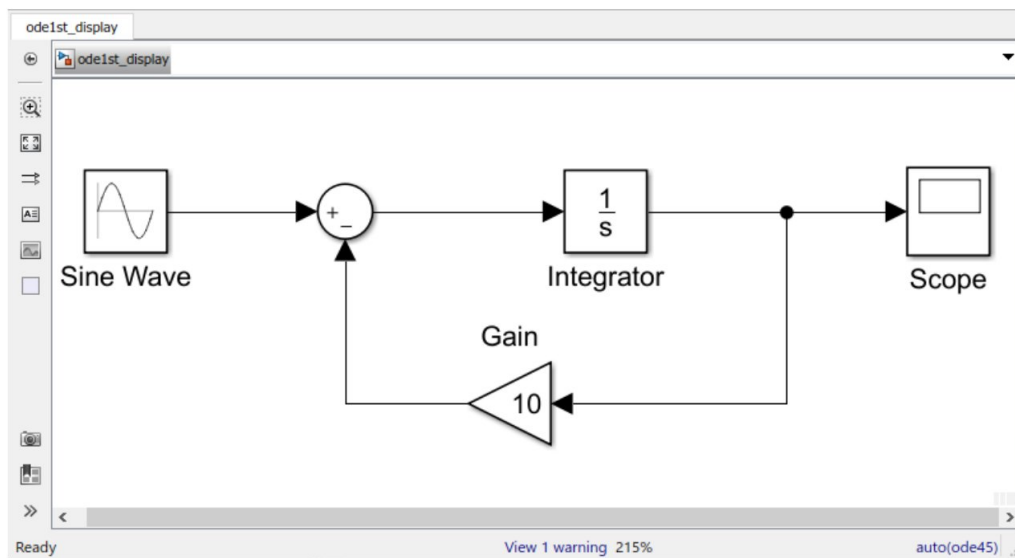 ode1st_display
ode1st_display
+
−
1
s
Sine Wave
Integrator
Scope
Gain
10
Ready
View 1 warning 215%
auto(ode45)